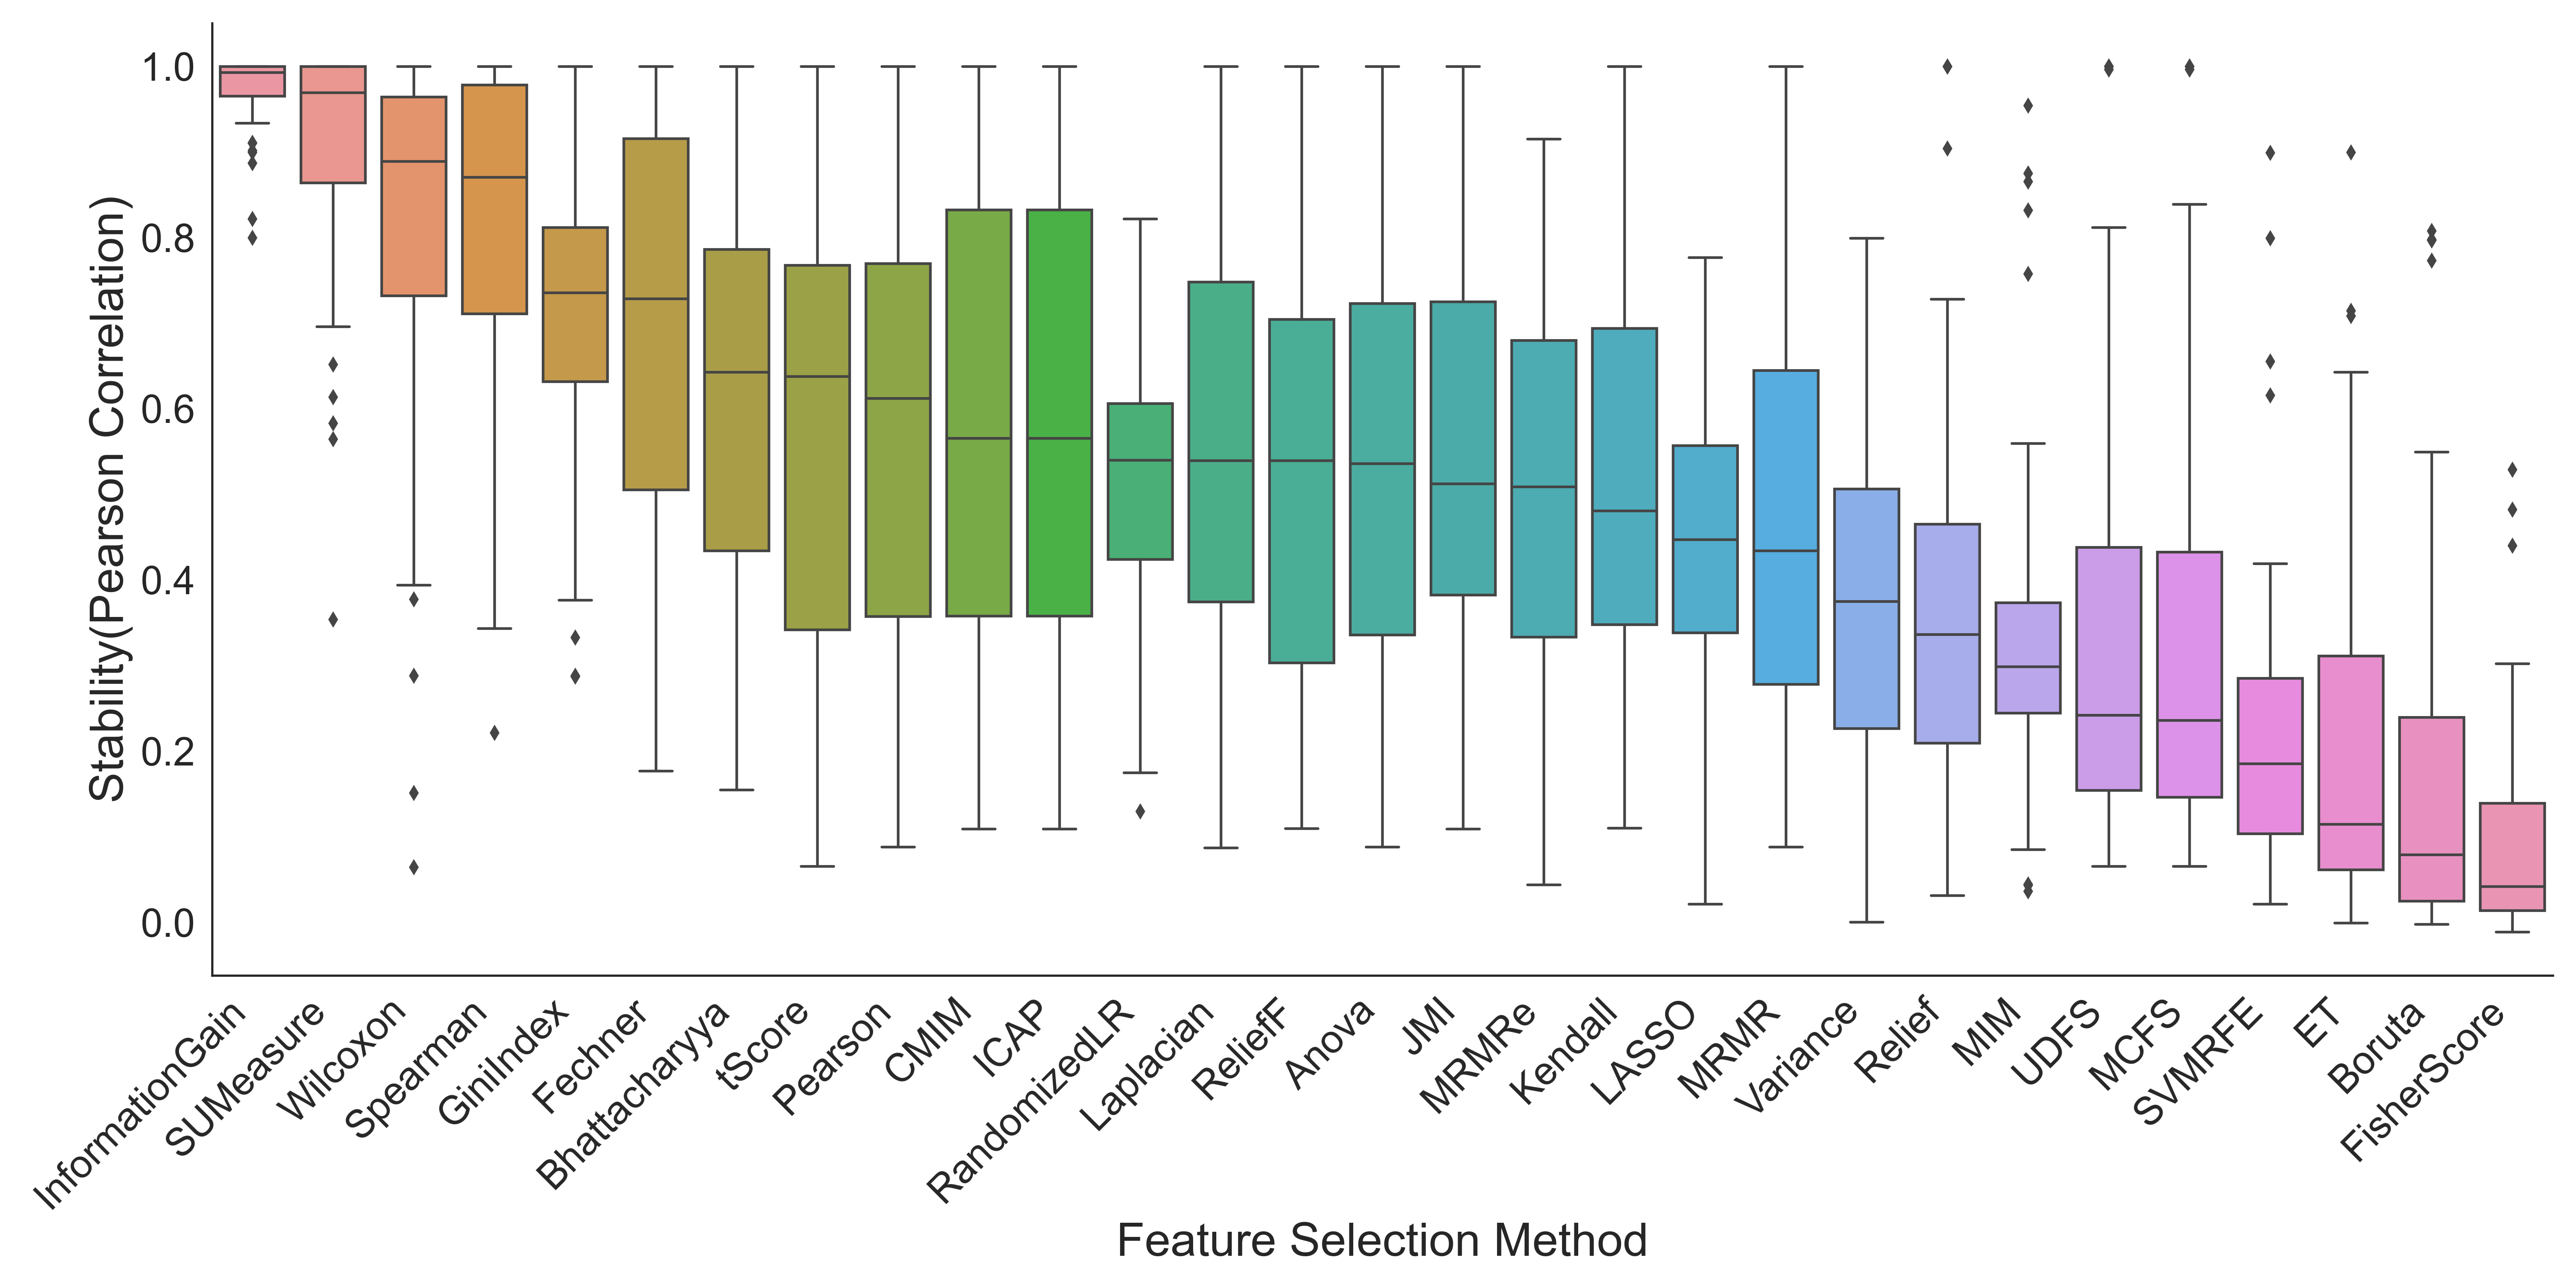 Stability(Pearson Correlation)
1.0
0.8
0.6
0.4
0.2
0.0
InformationGain
SUMeasure
Wilcoxon
Spearman
GiniIndex
Fechner
Bhattacharyya
tScore
Pearson
CMIM
ICAP
RandomizedLR
Laplacian
ReliefF
Anova
JMI
MRMRe
Kendall
LASSO
MRMR
Variance
Relief
MIM
UDFS
MCFS
SVMRFE
ET
Boruta
FisherScore
Feature Selection Method